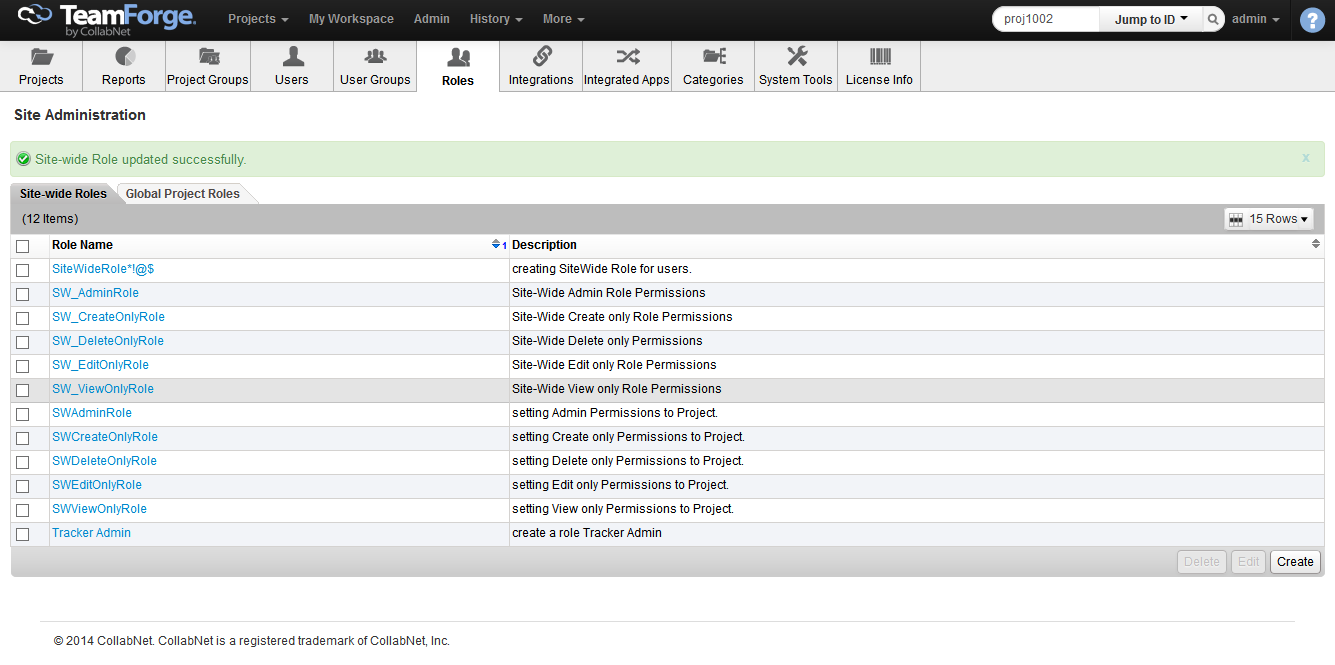 TeamForge.
by CollabNet
Projects My Workspace Admin History More
proj1002 Jump to ID admin ?
Projects Reports Project Groups Users User Groups Roles Integrations Integrated Apps Categories System Tools License Info
Site Administration
Site-wide Role updated successfully. x
Site-wide Roles Global Project Roles
(12 Items) 15 Rows
Role Name 1 Description
SiteWideRole*!@$ creating SiteWide Role for users.
SW_AdminRole Site-Wide Admin Role Permissions
SW_CreateOnlyRole Site-Wide Create only Role Permissions
SW_DeleteOnlyRole Site-Wide Delete only Permissions
SW_EditOnlyRole Site-Wide Edit only Role Permissions
SW_ViewOnlyRole Site-Wide View only Role Permissions
SWAdminRole setting Admin Permissions to Project.
SWCreateOnlyRole setting Create only Permissions to Project.
SWDeleteOnlyRole setting Delete only Permissions to Project.
SWEditOnlyRole setting Edit only Permissions to Project.
SWViewOnlyRole setting View only Permissions to Project.
Tracker Admin create a role Tracker Admin
Delete Edit Create
© 2014 CollabNet. CollabNet is a registered trademark of CollabNet, Inc.